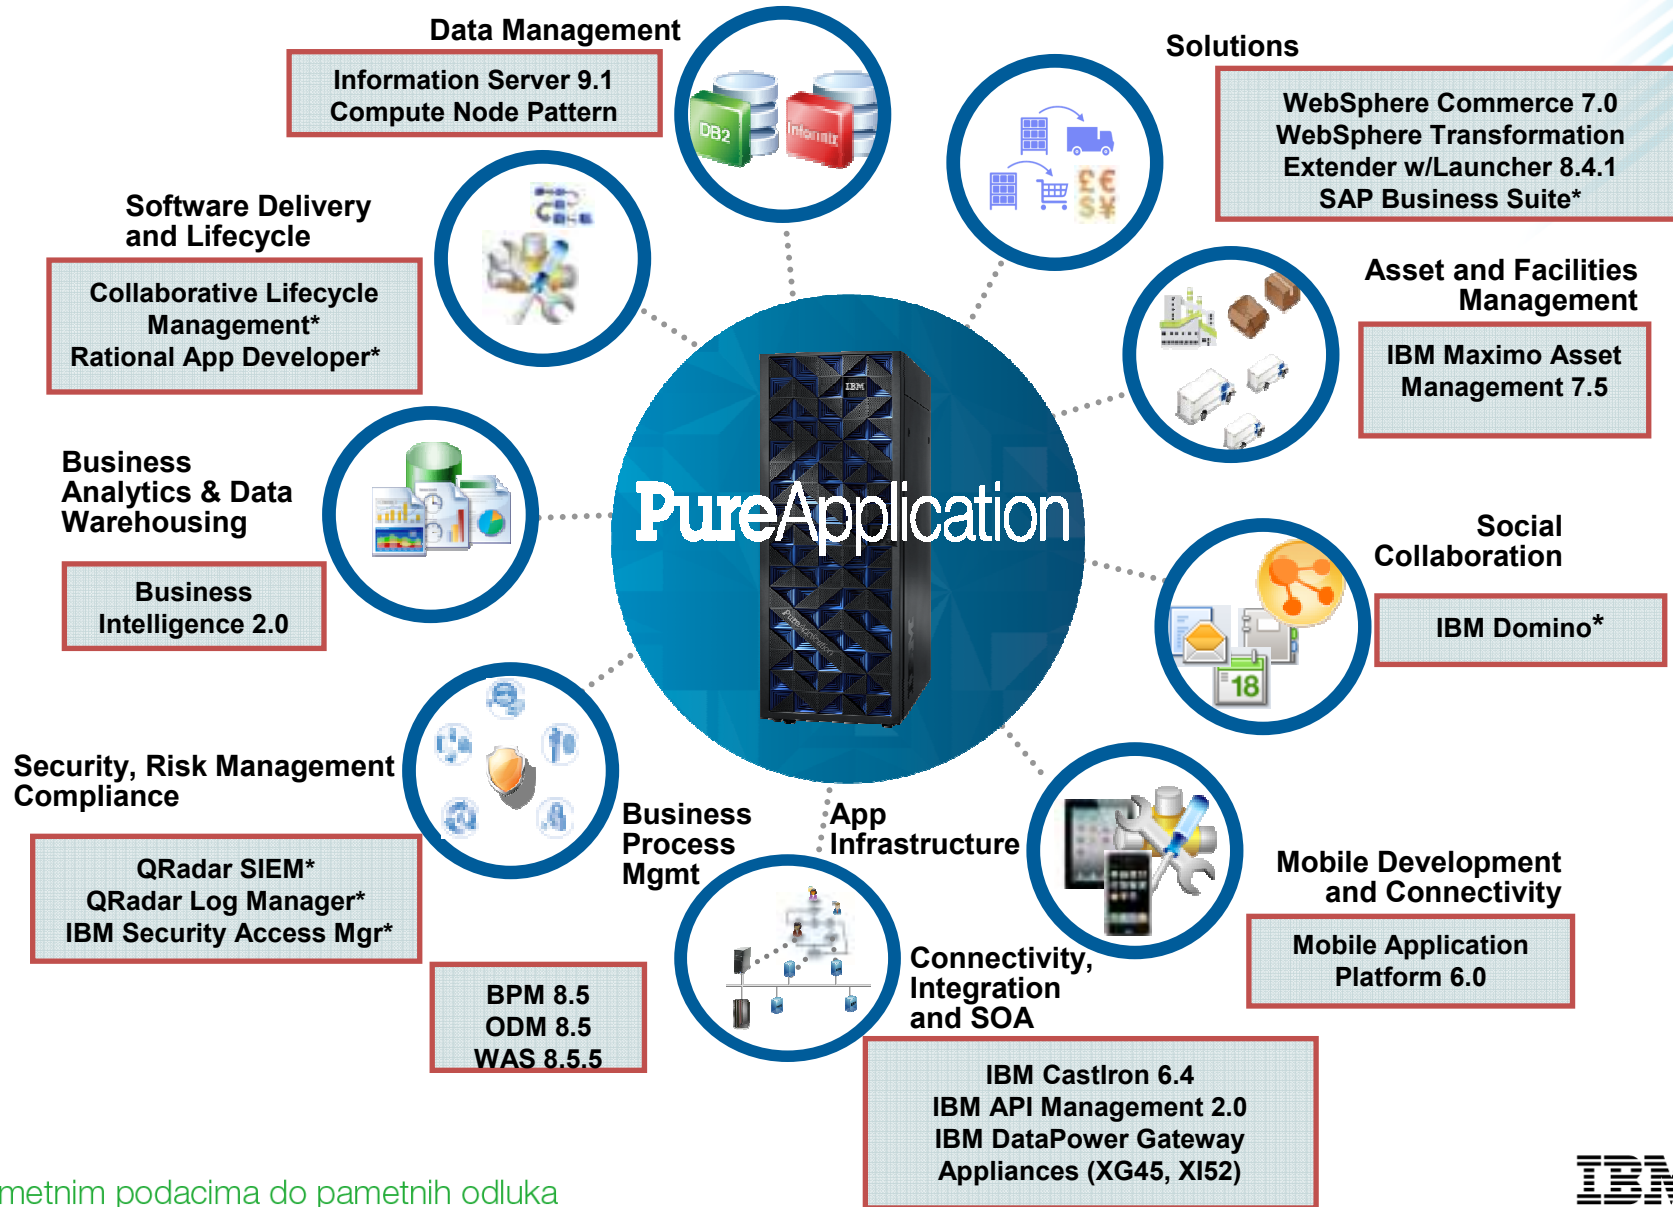 Data Management
Information Server 9.1
Compute Node Pattern
DB2
Informix
Solutions
WebSphere Commerce 7.0
WebSphere Transformation
Extender w/Launcher 8.4.1
SAP Business Suite*
£€
$¥
Software Delivery
and Lifecycle
Collaborative Lifecycle
Management*
Rational App Developer*
Asset and Facilities
Management
IBM Maximo Asset
Management 7.5
IBM
PureApplication
PureApplication
Business
Analytics & Data
Warehousing
Business
Intelligence 2.0
Social
Collaboration
IBM Domino*
18
Security, Risk Management
Compliance
QRadar SIEM*
QRadar Log Manager*
IBM Security Access Mgr*
Business
Process
Mgmt
App
Infrastructure
BPM 8.5
ODM 8.5
WAS 8.5.5
Connectivity,
Integration
and SOA
IBM CastIron 6.4
IBM API Management 2.0
IBM DataPower Gateway
Appliances (XG45, XI52)
Mobile Development
and Connectivity
Mobile Application
Platform 6.0
metnim podacima do pametnih odluka
IBM